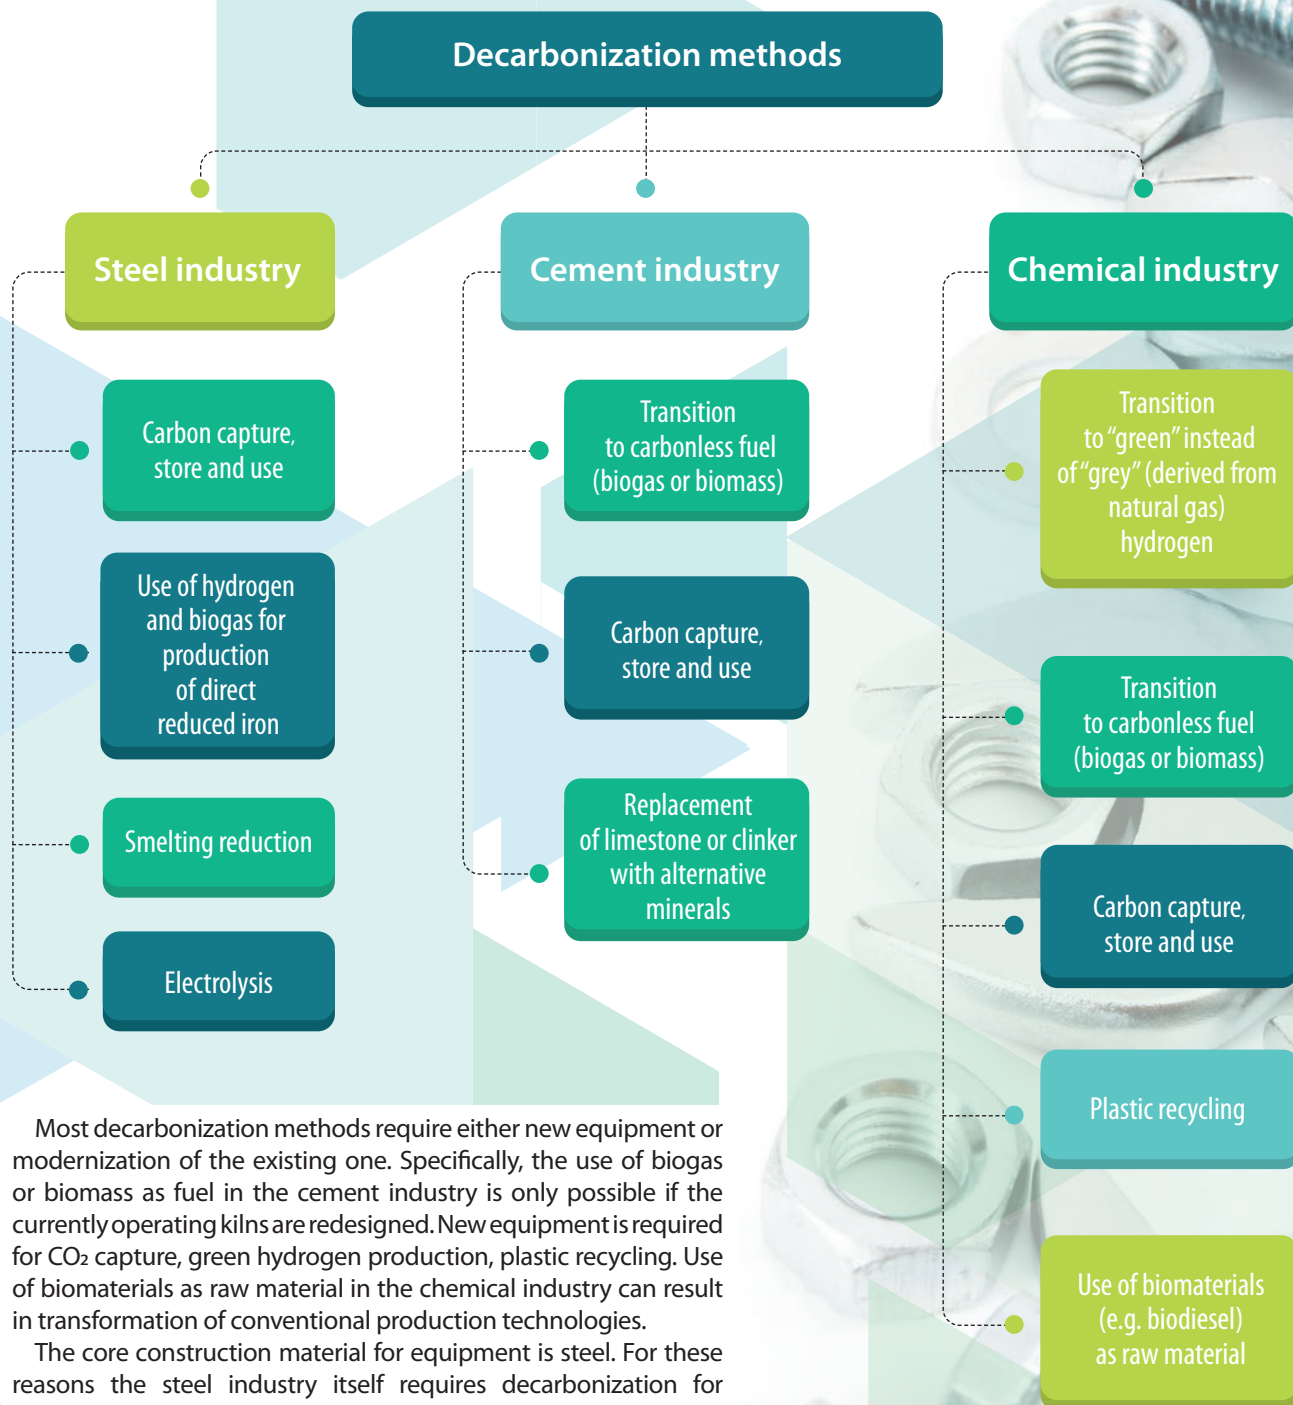 Decarbonization methods
Steel industry
Carbon capture,
store and use
Use of hydrogen
and biogas for
production
of direct
reduced iron
Smelting reduction
Electrolysis
Cement industry
Transition
to carbonless fuel
(biogas or biomass)
Carbon capture,
store and use
Replacement
of limestone or clinker
with alternative
minerals
Chemical industry
Transition
to “green” instead
of “grey” (derived from
natural gas)
hydrogen
Transition
to carbonless fuel
(biogas or biomass)
Carbon capture,
store and use
Plastic recycling
Use of biomaterials
(e.g. biodiesel)
as raw material
Most decarbonization methods require either new equipment or
modernization of the existing one. Specifically, the use of biogas
or biomass as fuel in the cement industry is only possible if the
currently operating kilns are redesigned. New equipment is required
for CO₂ capture, green hydrogen production, plastic recycling. Use
of biomaterials as raw material in the chemical industry can result
in transformation of conventional production technologies.
The core construction material for equipment is steel. For these
reasons the steel industry itself requires decarbonization for